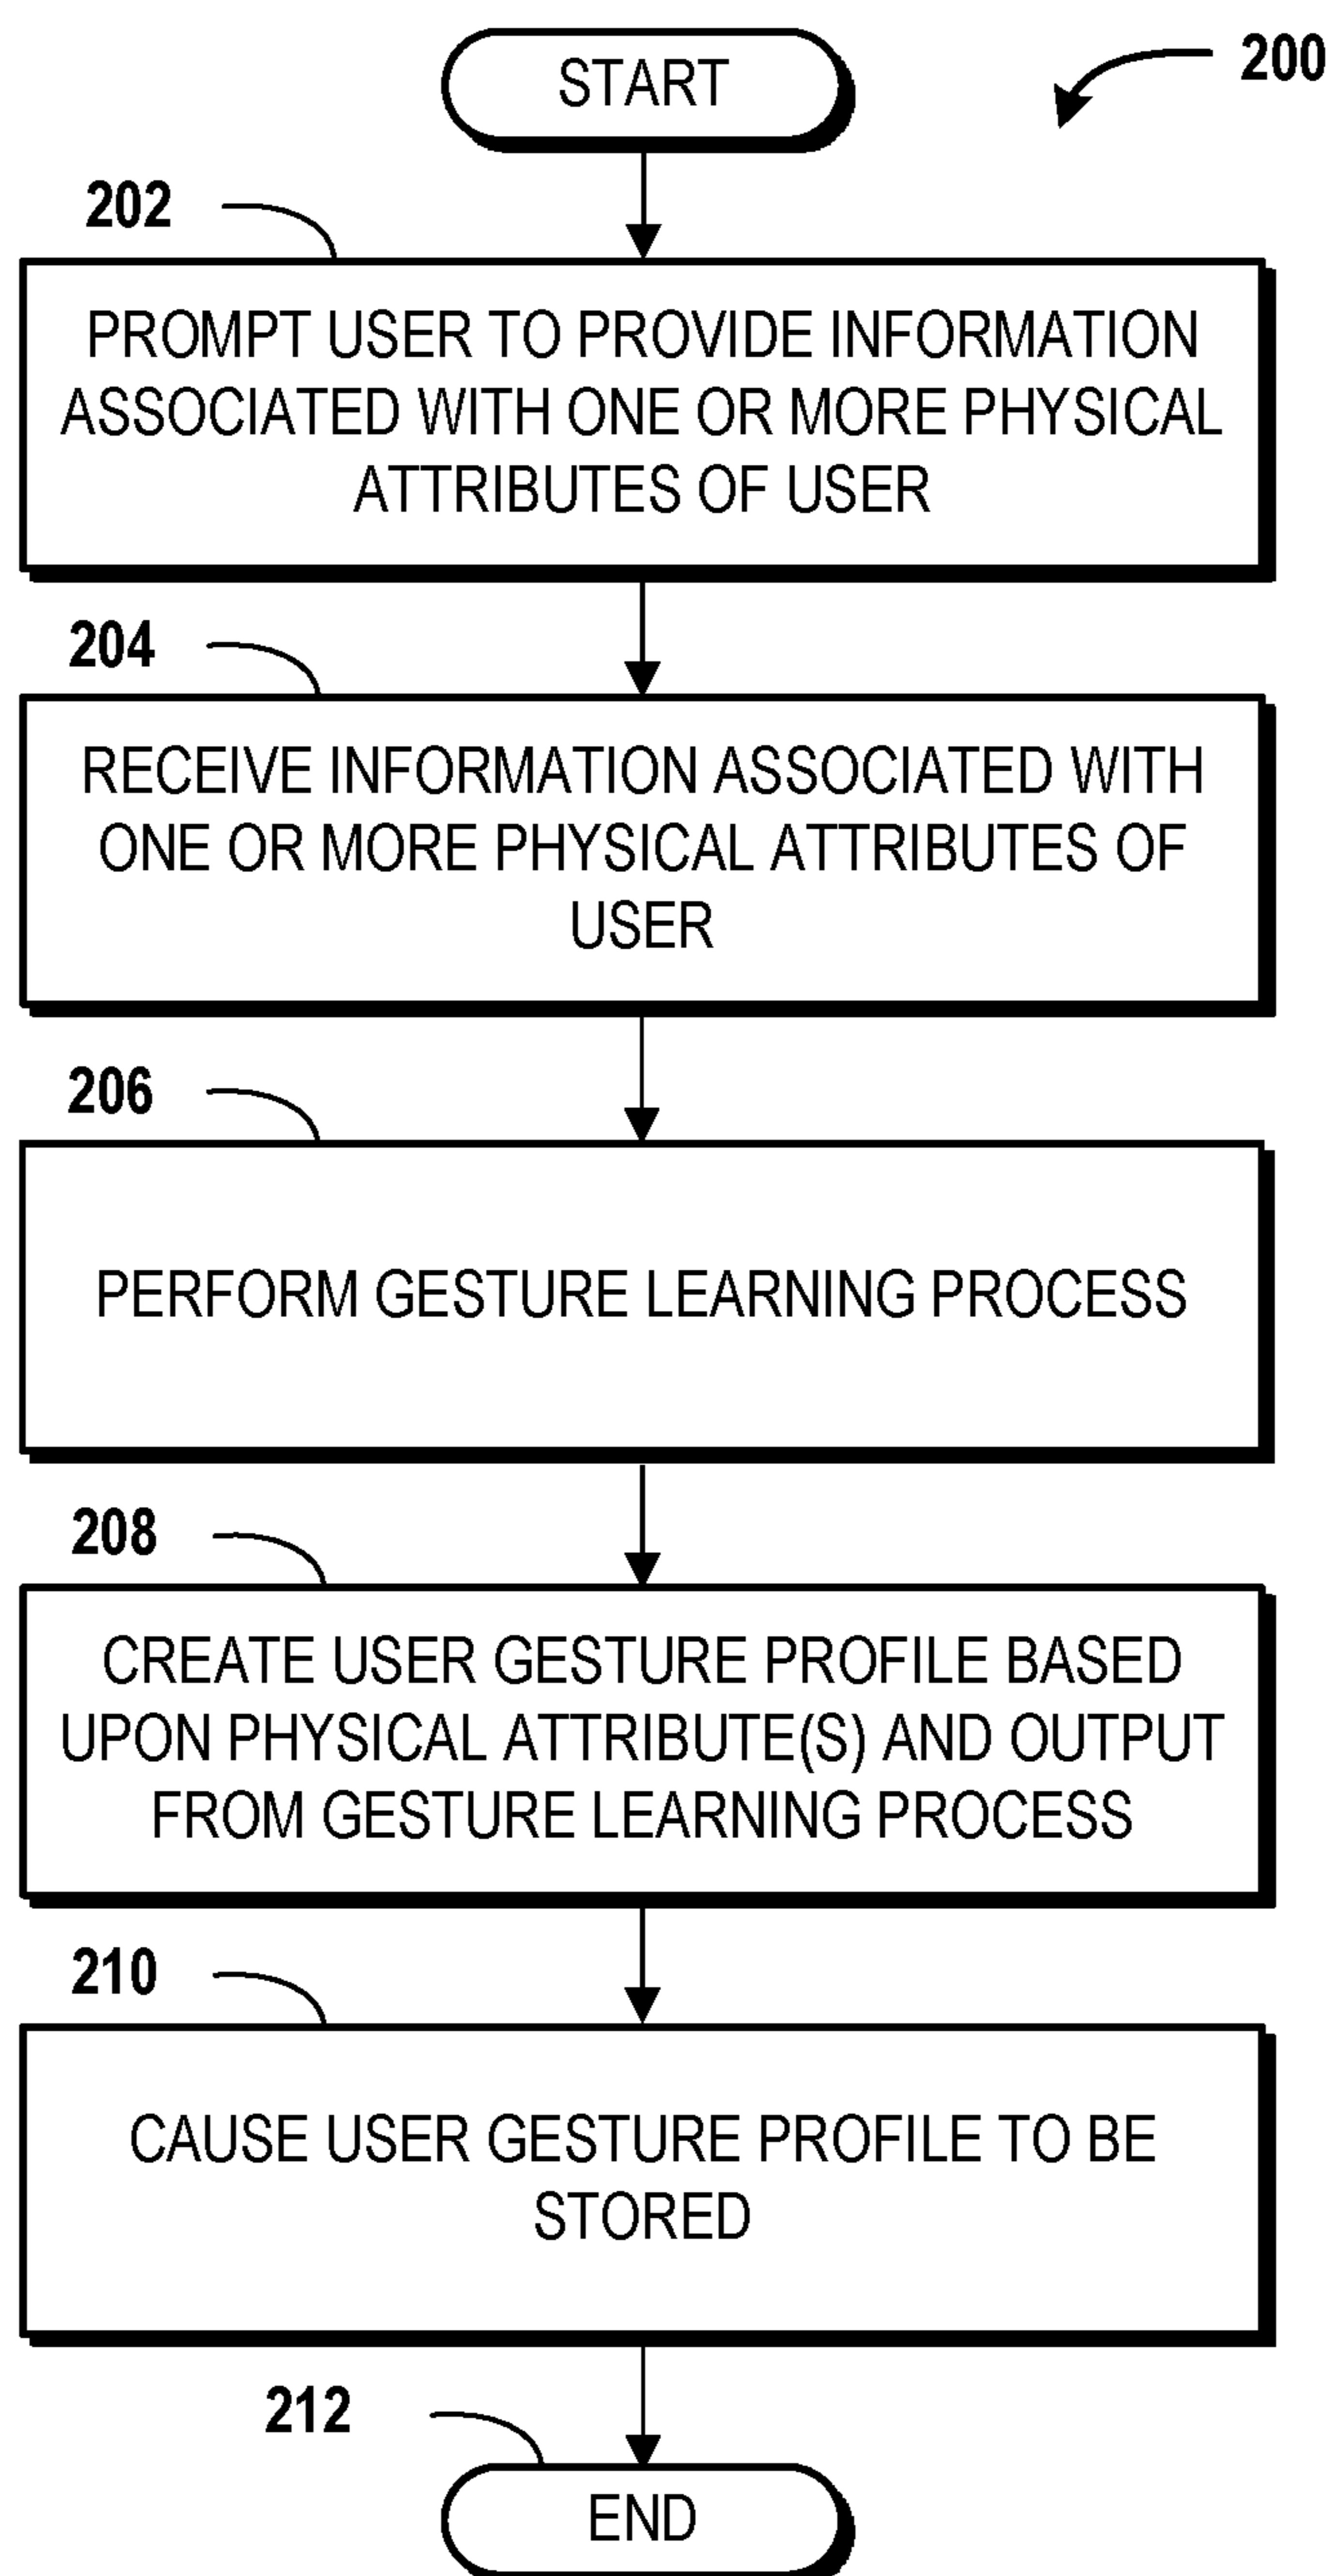 START
200
202
PROMPT USER TO PROVIDE INFORMATION
ASSOCIATED WITH ONE OR MORE PHYSICAL
ATTRIBUTES OF USER
204
RECEIVE INFORMATION ASSOCIATED WITH
ONE OR MORE PHYSICAL ATTRIBUTES OF
USER
206
PERFORM GESTURE LEARNING PROCESS
208
CREATE USER GESTURE PROFILE BASED
UPON PHYSICAL ATTRIBUTE(S) AND OUTPUT
FROM GESTURE LEARNING PROCESS
210
CAUSE USER GESTURE PROFILE TO BE
STORED
212
END